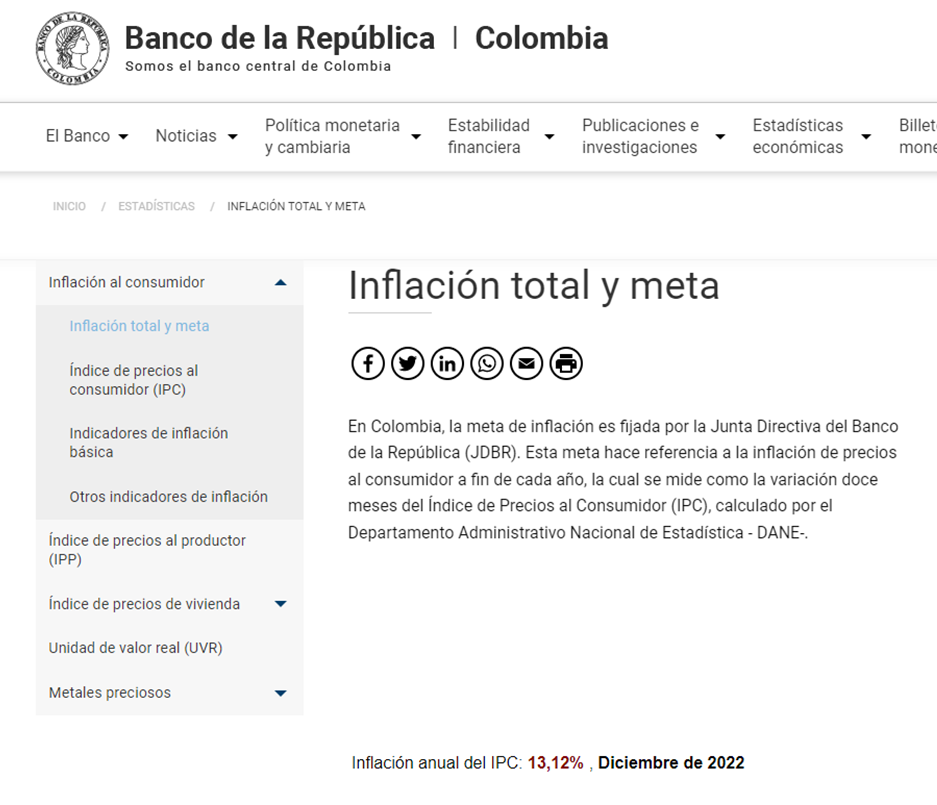 BANCO DE LA REPÚBLICA
COLOMBIA
Banco de la República | Colombia
Somos el banco central de Colombia
El Banco
Noticias
Política monetaria
y cambiaria
Estabilidad
financiera
Publicaciones e
investigaciones
Estadísticas
económicas
Billet
mone
INICIO / ESTADÍSTICAS / INFLACIÓN TOTAL Y META
Inflación al consumidor
Inflación total y meta
Índice de precios al
consumidor (IPC)
Indicadores de inflación
básica
Otros indicadores de inflación
Índice de precios al productor
(IPP)
Índice de precios de vivienda
Unidad de valor real (UVR)
Metales preciosos
Inflación total y meta
En Colombia, la meta de inflación es fijada por la Junta Directiva del Banco
de la República (JDBR). Esta meta hace referencia a la inflación de precios
al consumidor a fin de cada año, la cual se mide como la variación doce
meses del Índice de Precios al Consumidor (IPC), calculado por el
Departamento Administrativo Nacional de Estadística - DANE-.
Inflación anual del IPC: 13,12% , Diciembre de 2022